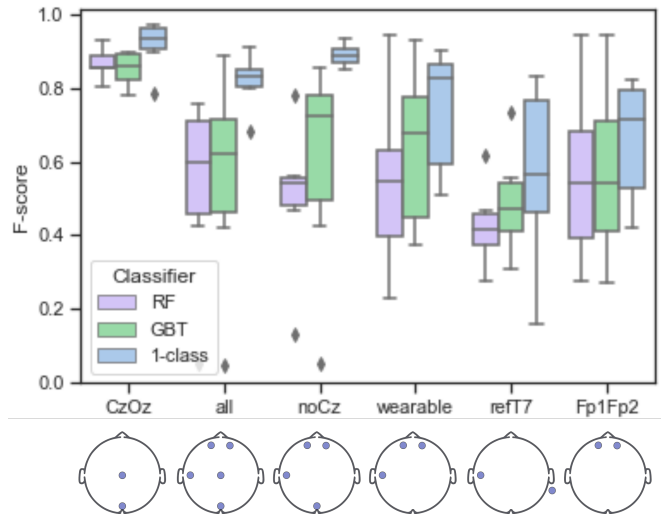 1.0
0.8
0.6
0.4
0.2
0.0
F-score
Classifier
RF
GBT
1-class
CzOz all noCz wearable refT7 Fp1Fp2